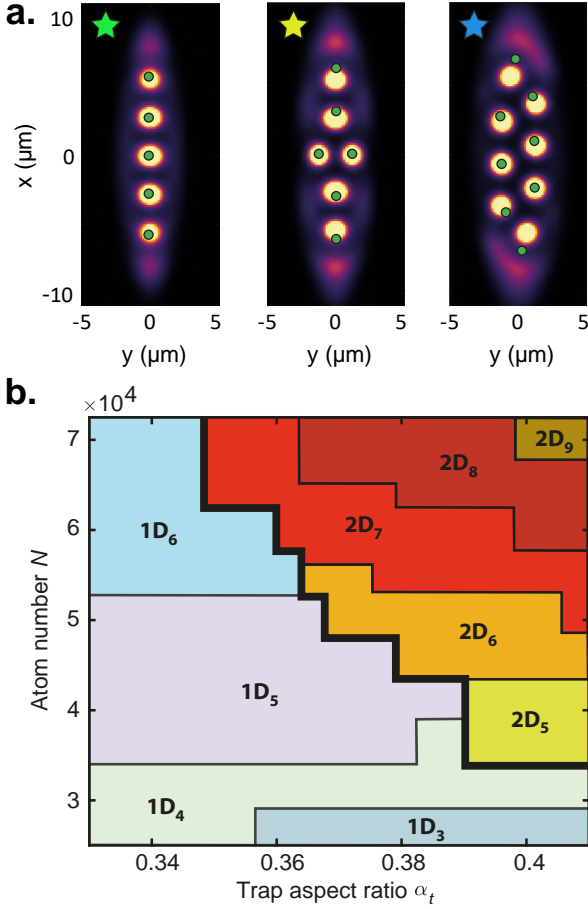 a.
10
0
-10
x (µm)
-5 0 5
-5 0 5
-5 0 5
y (µm) y (µm) y (µm)
b.
×10⁴
7
6
5
4
3
Atom number N
2D₉
2D₈
1D₆
2D₇
2D₆
1D₅
2D₅
1D₄
1D₃
0.34 0.36 0.38 0.4
Trap aspect ratio αₜ